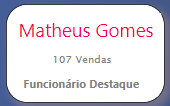 Matheus Gomes
107 Vendas
Funcionário Destaque